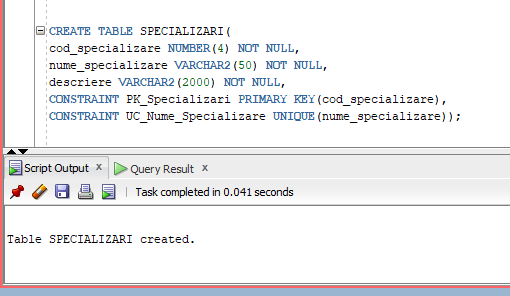 CREATE TABLE SPECIALIZARI(
cod_specializare NUMBER(4) NOT NULL,
nume_specializare VARCHAR2(50) NOT NULL,
descriere VARCHAR2(2000) NOT NULL,
CONSTRAINT PK_Specializari PRIMARY KEY(cod_specializare),
CONSTRAINT UC_Nume_Specializare UNIQUE(nume_specializare));
Script Output x Query Result x
Task completed in 0.041 seconds
Table SPECIALIZARI created.